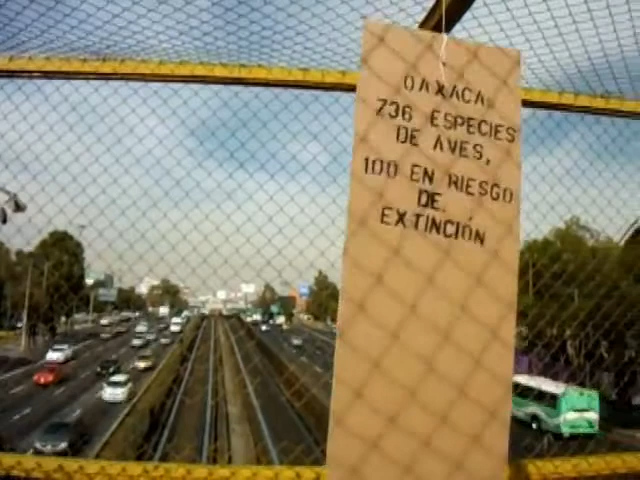 OAXACA:
736 ESPECIES
DE AVES,
100 EN RIESGO
DE
EXTINCIÓN